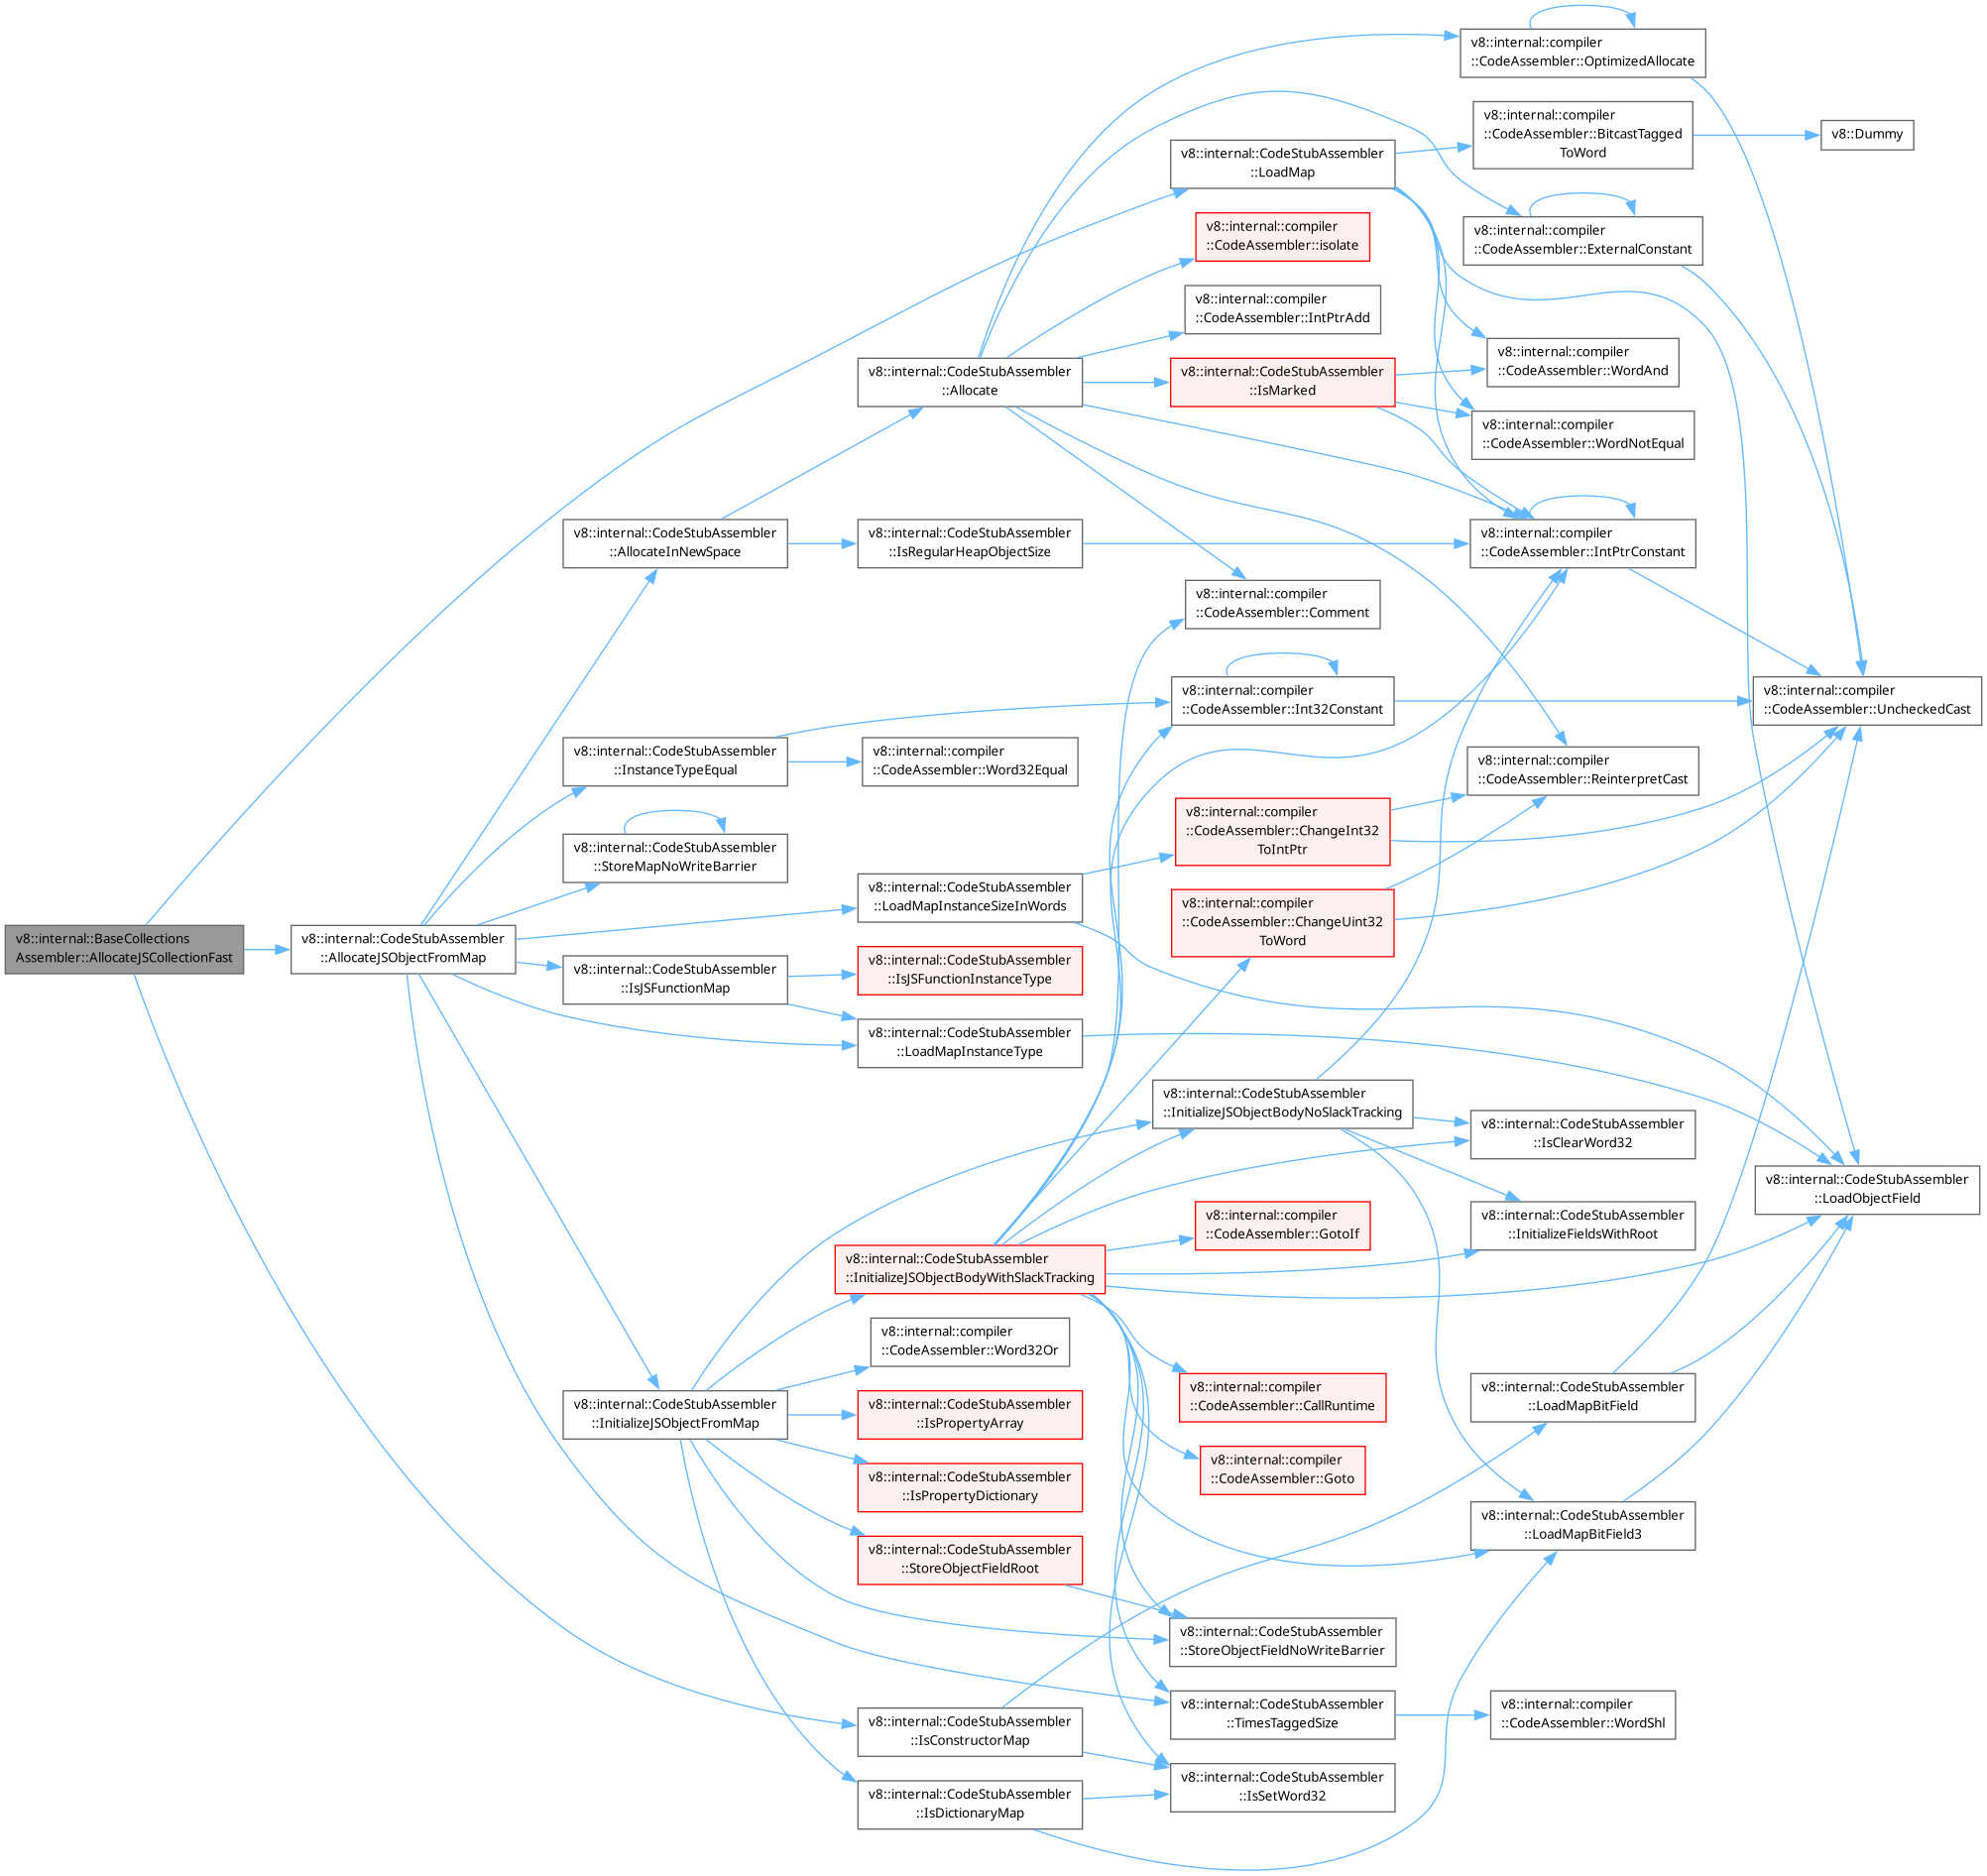 v8::internal::BaseCollections
Assembler::AllocateJSCollectionFast
v8::internal::CodeStubAssembler
::AllocateJSObjectFromMap
v8::internal::CodeStubAssembler
::AllocateInNewSpace
v8::internal::CodeStubAssembler
::InstanceTypeEqual
v8::internal::CodeStubAssembler
::StoreMapNoWriteBarrier
v8::internal::CodeStubAssembler
::IsJSFunctionMap
v8::internal::CodeStubAssembler
::InitializeJSObjectFromMap
v8::internal::CodeStubAssembler
::Allocate
v8::internal::CodeStubAssembler
::IsRegularHeapObjectSize
v8::internal::compiler
::CodeAssembler::Word32Equal
v8::internal::CodeStubAssembler
::LoadMapInstanceSizeInWords
v8::internal::CodeStubAssembler
::IsJSFunctionInstanceType
v8::internal::CodeStubAssembler
::LoadMapInstanceType
v8::internal::CodeStubAssembler
::InitializeJSObjectBodyWithSlackTracking
v8::internal::compiler
::CodeAssembler::Word32Or
v8::internal::CodeStubAssembler
::IsPropertyArray
v8::internal::CodeStubAssembler
::IsPropertyDictionary
v8::internal::CodeStubAssembler
::StoreObjectFieldRoot
v8::internal::CodeStubAssembler
::IsConstructorMap
v8::internal::CodeStubAssembler
::IsDictionaryMap
v8::internal::CodeStubAssembler
::LoadMap
v8::internal::compiler
::CodeAssembler::isolate
v8::internal::compiler
::CodeAssembler::IntPtrAdd
v8::internal::CodeStubAssembler
::IsMarked
v8::internal::compiler
::CodeAssembler::Comment
v8::internal::compiler
::CodeAssembler::Int32Constant
v8::internal::compiler
::CodeAssembler::ChangeInt32
ToIntPtr
v8::internal::compiler
::CodeAssembler::ChangeUint32
ToWord
v8::internal::CodeStubAssembler
::InitializeJSObjectBodyNoSlackTracking
v8::internal::compiler
::CodeAssembler::GotoIf
v8::internal::compiler
::CodeAssembler::CallRuntime
v8::internal::compiler
::CodeAssembler::Goto
v8::internal::CodeStubAssembler
::StoreObjectFieldNoWriteBarrier
v8::internal::CodeStubAssembler
::TimesTaggedSize
v8::internal::CodeStubAssembler
::IsSetWord32
v8::internal::compiler
::CodeAssembler::OptimizedAllocate
v8::internal::compiler
::CodeAssembler::BitcastTagged
ToWord
v8::internal::compiler
::CodeAssembler::ExternalConstant
v8::internal::compiler
::CodeAssembler::WordAnd
v8::internal::compiler
::CodeAssembler::WordNotEqual
v8::internal::compiler
::CodeAssembler::IntPtrConstant
v8::internal::compiler
::CodeAssembler::ReinterpretCast
v8::internal::CodeStubAssembler
::IsClearWord32
v8::internal::CodeStubAssembler
::InitializeFieldsWithRoot
v8::internal::CodeStubAssembler
::LoadMapBitField
v8::internal::CodeStubAssembler
::LoadMapBitField3
v8::internal::compiler
::CodeAssembler::WordShl
v8::Dummy
v8::internal::compiler
::CodeAssembler::UncheckedCast
v8::internal::CodeStubAssembler
::LoadObjectField